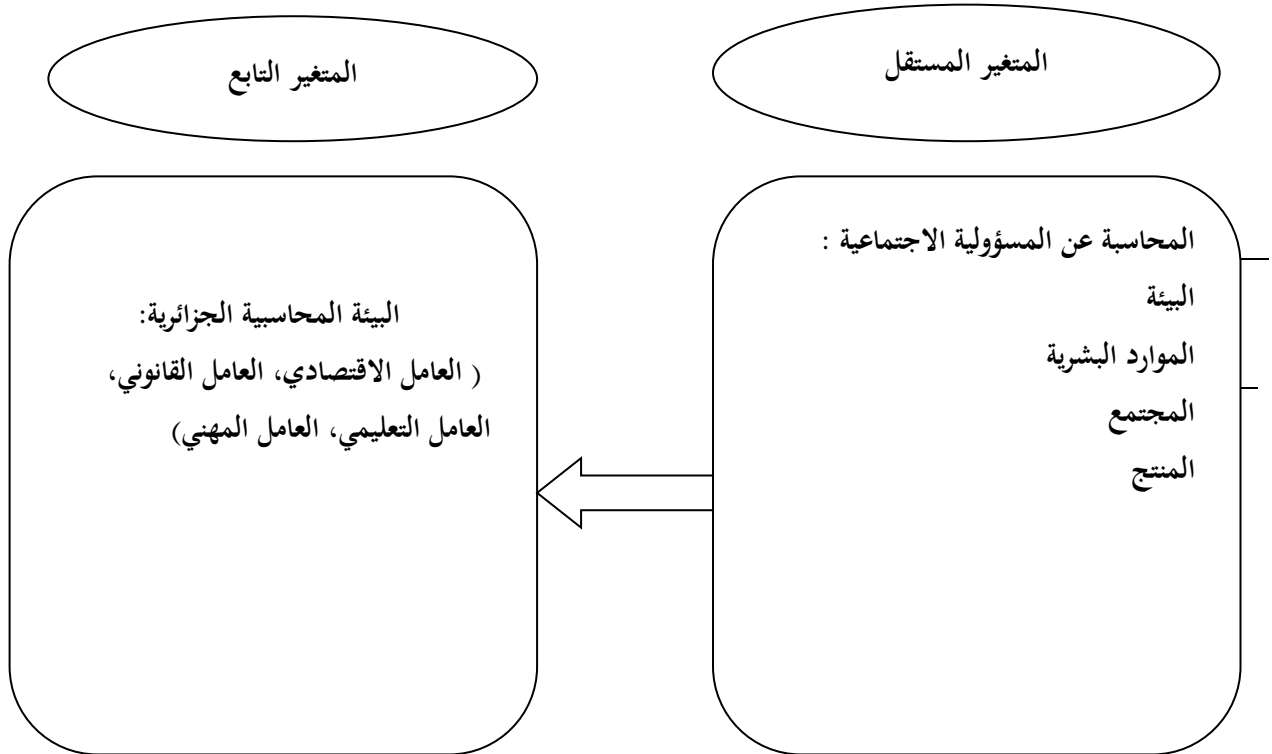 المتغير المستقل
المتغير التابع
المحاسبة عن المسؤولية الاجتماعية :
البيئة
الموارد البشرية
المجتمع
المنتج
البيئة المحاسبية الجزائرية:
( العامل الاقتصادي، العامل القانوني،
العامل التعليمي، العامل المهني)